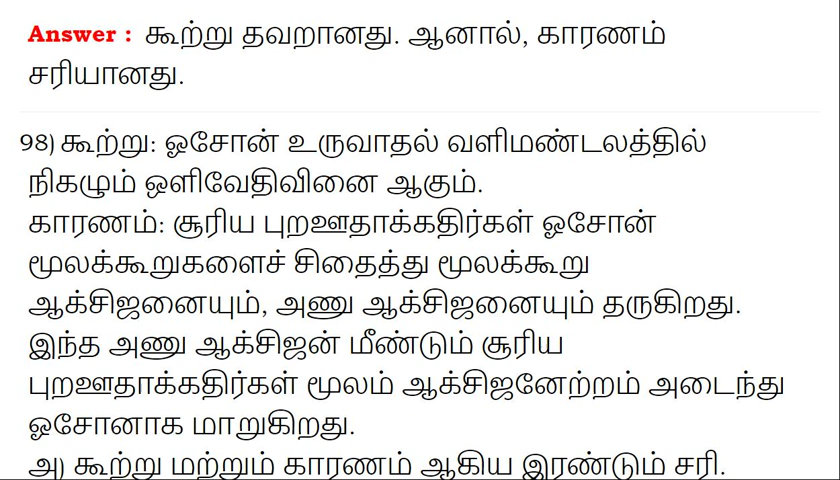 Answer : கூற்று தவறானது. ஆனால், காரணம்
சரியானது.
98) கூற்று: ஓசோன் உருவாதல் வளிமண்டலத்தில்
நிகழும் ஒளிவேதிவினை ஆகும்.
காரணம்: சூரிய புறஊதாக்கதிர்கள் ஓசோன்
மூலக்கூறுகளைச் சிதைத்து மூலக்கூறு
ஆக்சிஜனையும், அணு ஆக்சிஜனையும் தருகிறது.
இந்த அணு ஆக்சிஜன் மீண்டும் சூரிய
புறஊதாக்கதிர்கள் மூலம் ஆக்சிஜனேற்றம் அடைந்து
ஓசோனாக மாறுகிறது.
அ) கூற்று மற்றும் காரணம் ஆகிய இரண்டும் சரி.